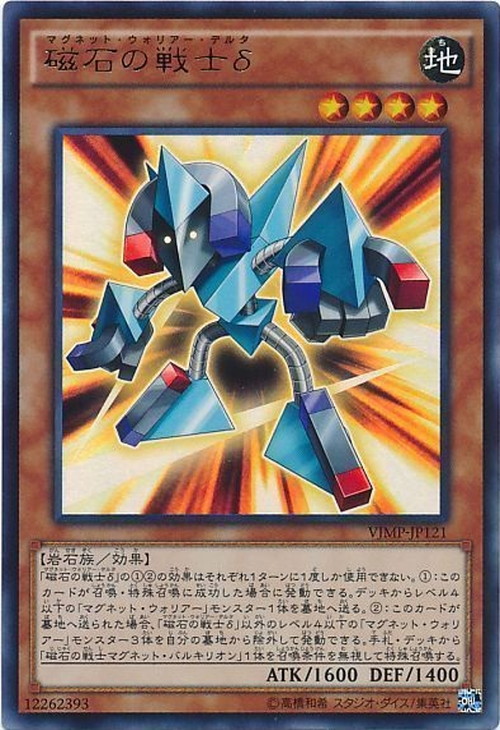 マグネット・ウォリアー・デルタ
磁石の戦士δ
ち
地
VJMP-JP121
【岩石族／効果】
「磁石の戦士δ」の①②の効果はそれぞれ1ターンに1度しか使用できない。①：この
カードが召喚・特殊召喚に成功した場合に発動できる。デッキからレベル4
以下の「マグネット・ウォリアー」モンスター1体を墓地へ送る。②：このカードが
墓地へ送られた場合、「磁石の戦士δ」以外のレベル4以下の「マグネット・ウォリ
アー」モンスター3体を自分の墓地から除外して発動できる。手札・デッキから
「磁石の戦士マグネット・バルキリオン」1体を召喚条件を無視して特殊召喚する。
ATK/1600 DEF/1400
12262393
©高橋和希 スタジオ・ダイス/集英社